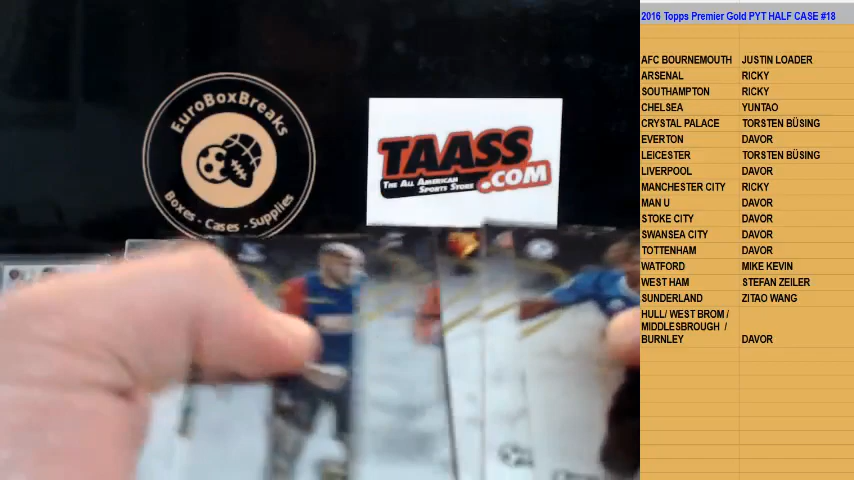 EuroBoxBreaks
Boxes - Cases - Supplies
TAASS
.COM
THE ALL AMERICAN
SPORTS STORE
2016 Topps Premier Gold PYT HALF CASE #18
AFC BOURNEMOUTH JUSTIN LOADER
ARSENAL RICKY
SOUTHAMPTON RICKY
CHELSEA YUNTAO
CRYSTAL PALACE TORSTEN BÜSING
EVERTON DAVOR
LEICESTER TORSTEN BÜSING
LIVERPOOL DAVOR
MANCHESTER CITY RICKY
MAN U DAVOR
STOKE CITY DAVOR
SWANSEA CITY DAVOR
TOTTENHAM DAVOR
WATFORD MIKE KEVIN
WEST HAM STEFAN ZEILER
SUNDERLAND ZITAO WANG
HULL/ WEST BROM /
MIDDLESBROUGH /
BURNLEY DAVOR